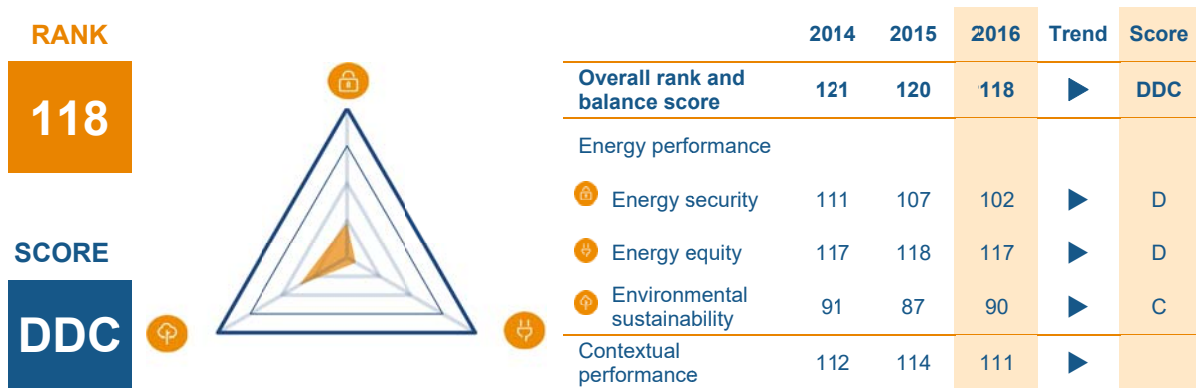 RANK
118
SCORE
DDC
2014 2015 2016 Trend Score
Overall rank and
balance score 121 120 118 DDC
Energy performance
Energy security 111 107 102 D
Energy equity 117 118 117 D
Environmental
sustainability 91 87 90 C
Contextual
performance 112 114 111